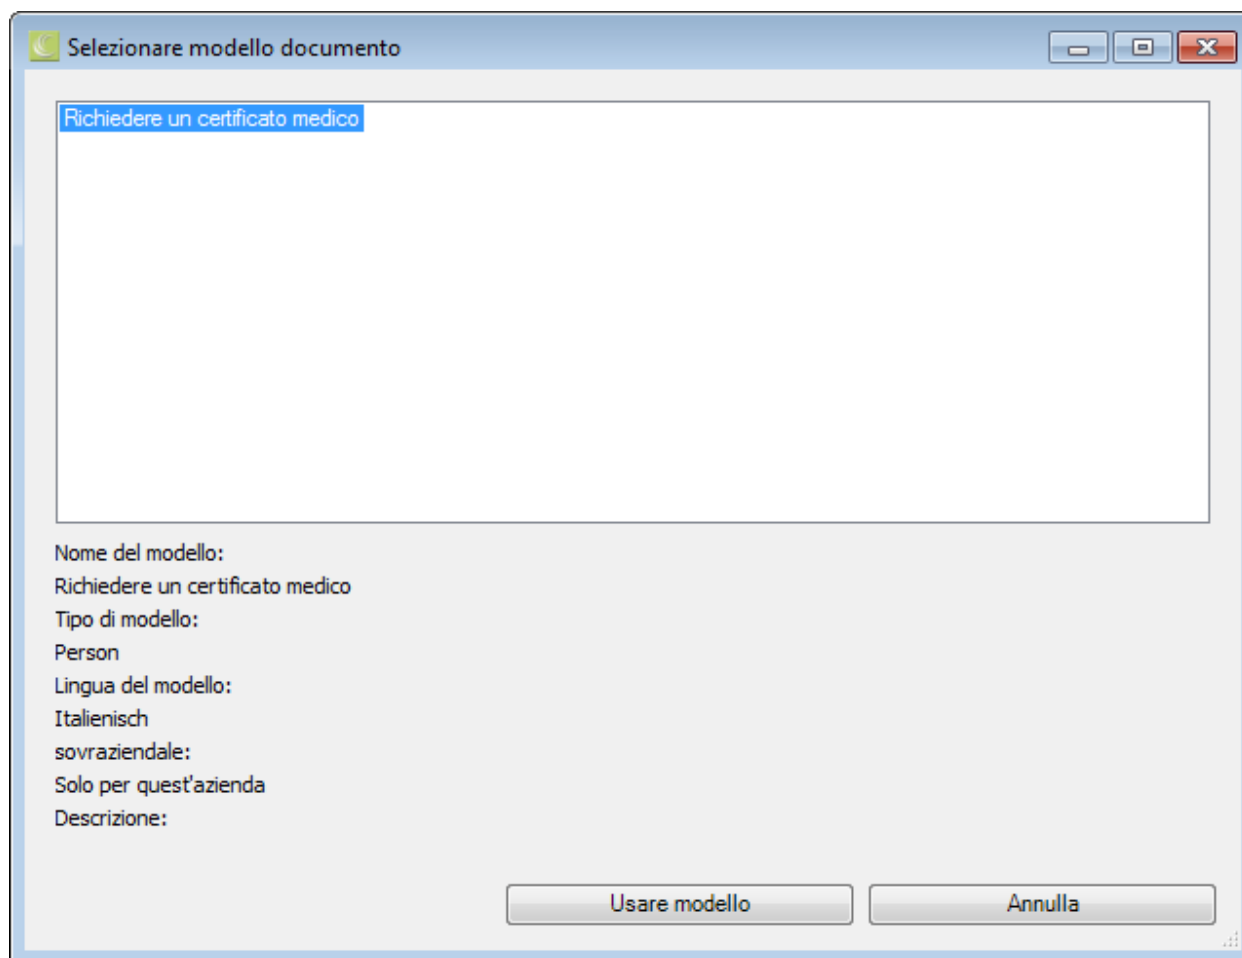 Selezionare modello documento
Richiedere un certificato medico
Nome del modello:
Richiedere un certificato medico
Tipo di modello:
Person
Lingua del modello:
Italienisch
sovraziendale:
Solo per quest'azienda
Descrizione:
Usare modello
Annulla